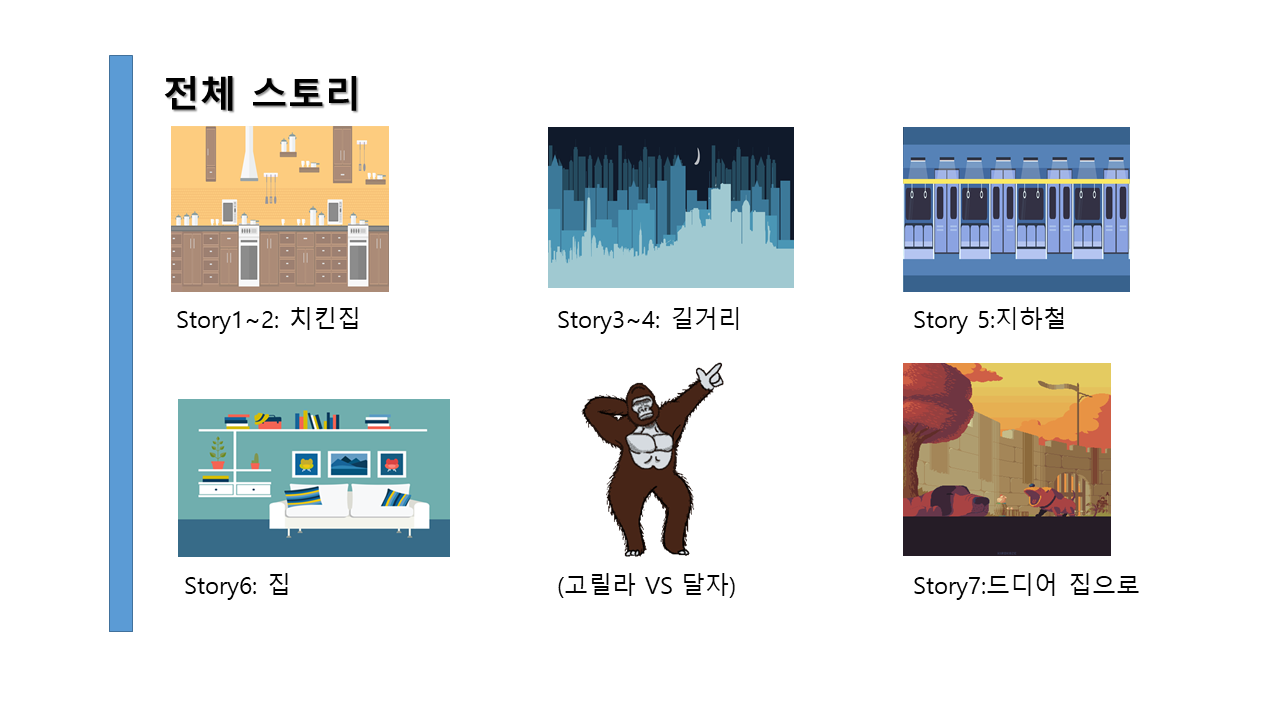 전체 스토리
Story1~2: 치킨집
Story3~4: 길거리
Story 5:지하철
Story6: 집
(고릴라 VS 달자)
Story7:드디어 집으로